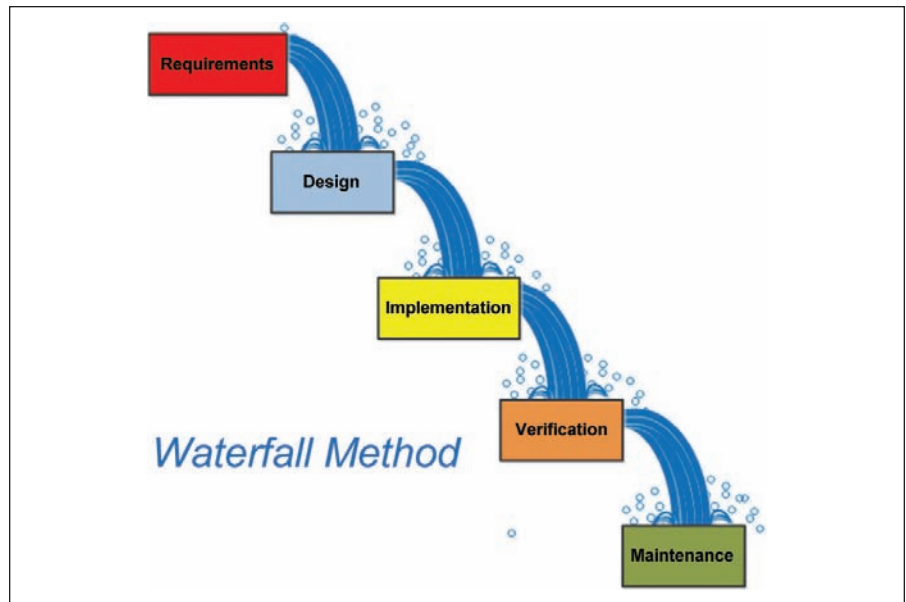 Requirements
Design
Implementation
Verification
Waterfall Method
Maintenance